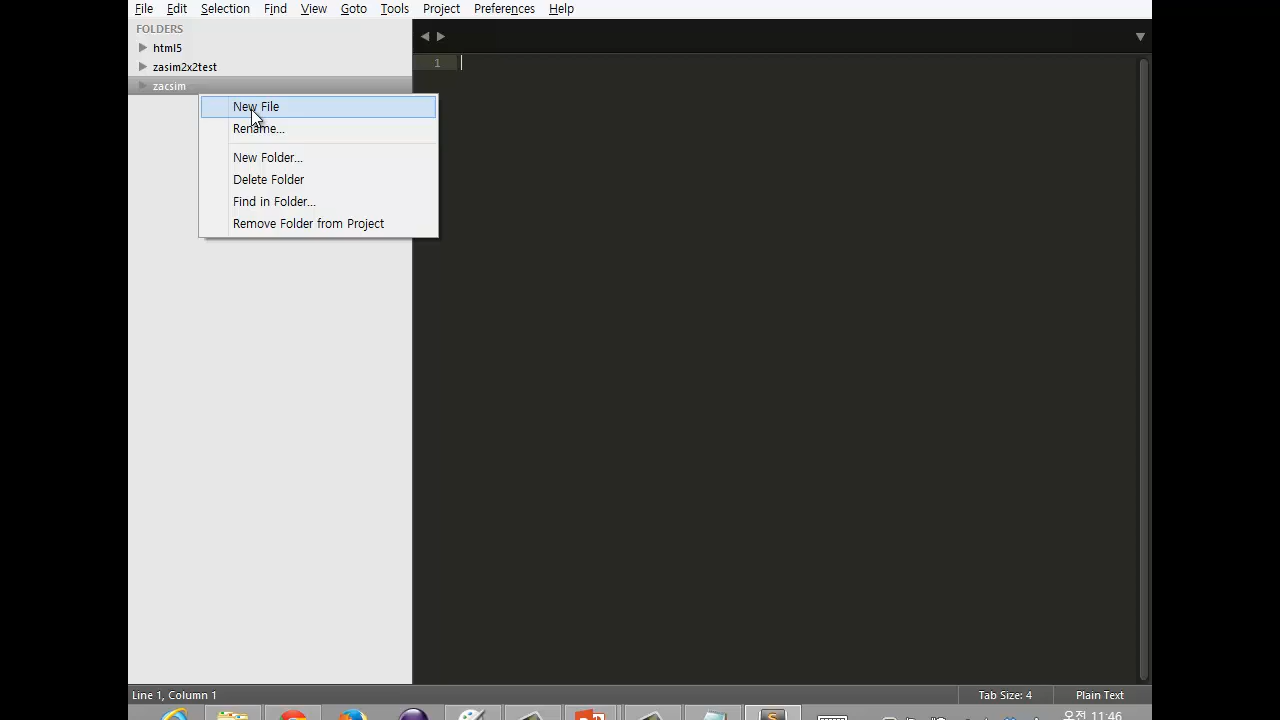 File Edit Selection Find View Goto Tools Project Preferences Help
FOLDERS
html5
zasim2x2test
zacsim
New File
Rename...
New Folder...
Delete Folder
Find in Folder...
Remove Folder from Project
1
Line 1, Column 1 Tab Size: 4 Plain Text
오전 11:46